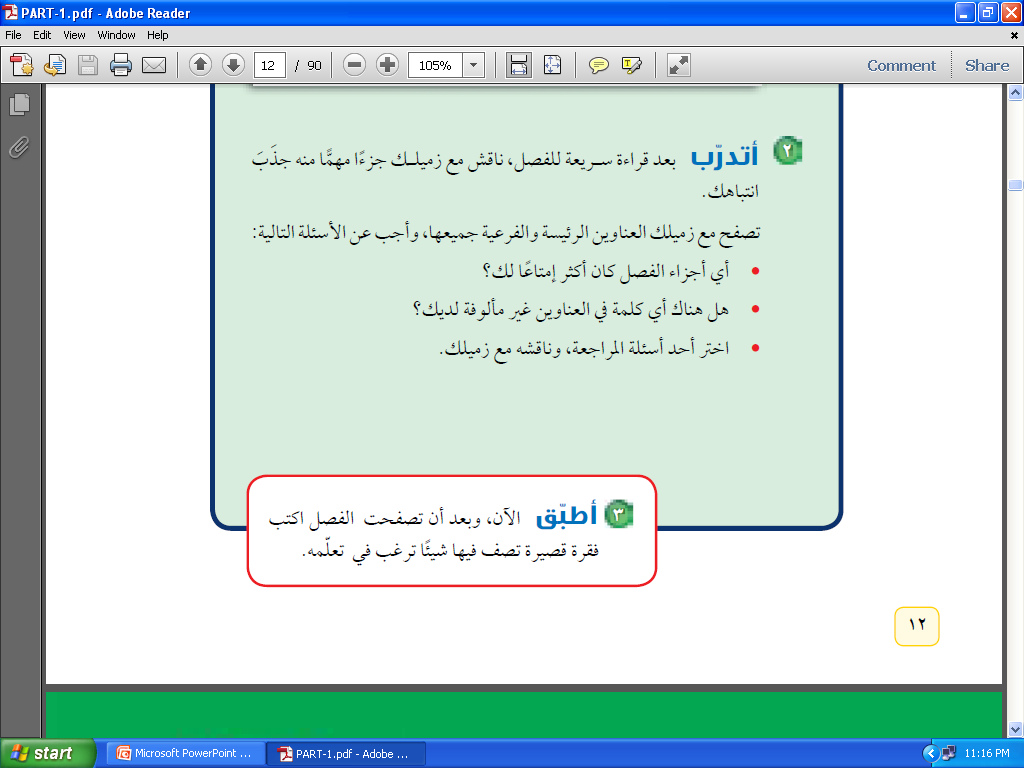 PART-1.pdf - Adobe Reader
File Edit View Window Help
12 / 90 105% Comment Share
٢ أتدرّب بعد قراءة سـريعة للفصل، ناقش مع زميلـك جزءًا مهمًّا منه جذَبَ
انتباهك.
تصفح مع زميلك العناوين الرئيسة والفرعية جميعها، وأجب عن الأسئلة التالية:
• أي أجزاء الفصل كان أكثر إمتاعًا لك؟
• هل هناك أي كلمة في العناوين غير مألوفة لديك؟
• اختر أحد أسئلة المراجعة، وناقشه مع زميلك.
٣ أطبّق الآن، وبعد أن تصفحت الفصل اكتب
فقرة قصيرة تصف فيها شيئًا ترغب في تعلّمه.
١٢
start Microsoft PowerPoint ... PART-1.pdf - Adobe ... 11:16 PM